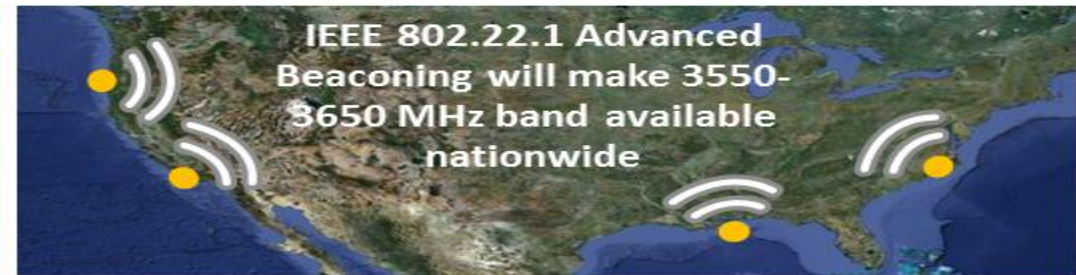 IEEE 802.22.1 Advanced
Beaconing will make 3550-
3650 MHz band available
nationwide